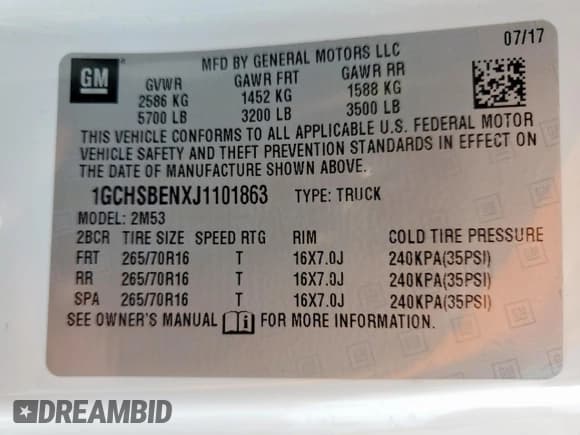 GM
MFD BY GENERAL MOTORS LLC
07/17
GVWR GAWR FRT GAWR RR
2586 KG 1452 KG 1588 KG
5700 LB 3200 LB 3500 LB
THIS VEHICLE CONFORMS TO ALL APPLICABLE U.S. FEDERAL MOTOR
VEHICLE SAFETY AND THEFT PREVENTION STANDARDS IN EFFECT ON
THE DATE OF MANUFACTURE SHOWN ABOVE.
1GCHSBENXJ1101863 TYPE: TRUCK
MODEL: 2M53
2BCR TIRE SIZE SPEED RTG RIM COLD TIRE PRESSURE
FRT 265/70R16 T 16X7.0J 240KPA(35PSI)
RR 265/70R16 T 16X7.0J 240KPA(35PSI)
SPA 265/70R16 T 16X7.0J 240KPA(35PSI)
SEE OWNER'S MANUAL FOR MORE INFORMATION.
DREAMBID